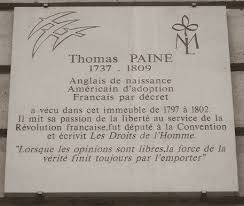 Thomas PAINE
1737 - 1809
Anglais de naissance
Américain d'adoption
Français par décret
a vécu dans cet immeuble de 1797 à 1802.
Il mit sa passion de la liberté au service de la
Révolution française, fut député à la Convention
et écrivit Les Droits de l'Homme.
"Lorsque les opinions sont libres, la force de la
vérité finit toujours par l'emporter"